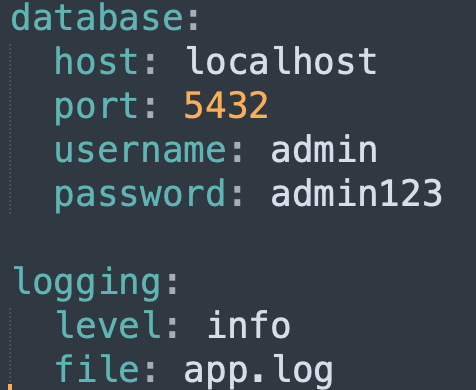 database:
  host: localhost
  port: 5432
  username: admin
  password: admin123

logging:
  level: info
  file: app.log